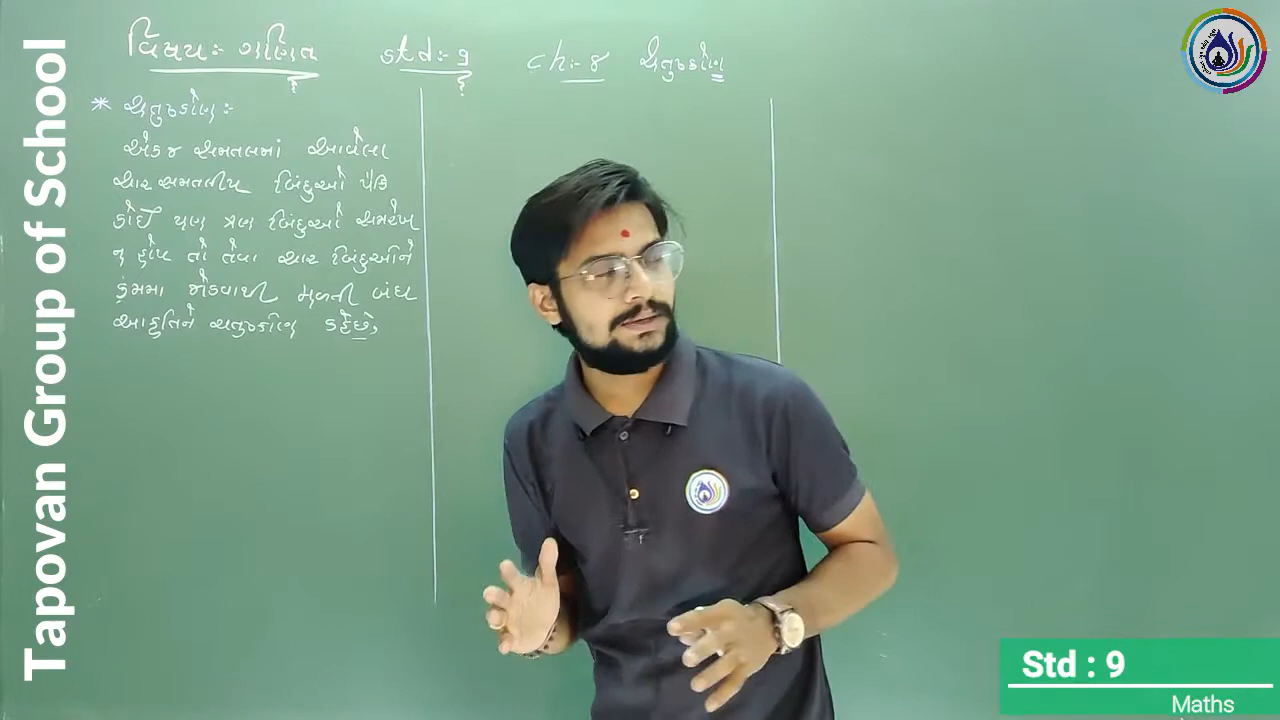 Tapovan Group of School
વિષય:- ગણિત std:- 9 ch:- 8 ચતુષ્કોણ
* ચતુષ્કોણ :-
એક જ સમતલમાં આવેલા
ચાર સમતલીય બિંદુઓ પૈકિ
કોઈ પણ ત્રણ બિંદુઓ સમરેખ
ન હોય તો તેવા ચાર બિંદુઓને
ક્રમમા જોડવાથી મળતી બંધ
આકૃતિને ચતુષ્કોણ કહેછે,
Std : 9
Maths